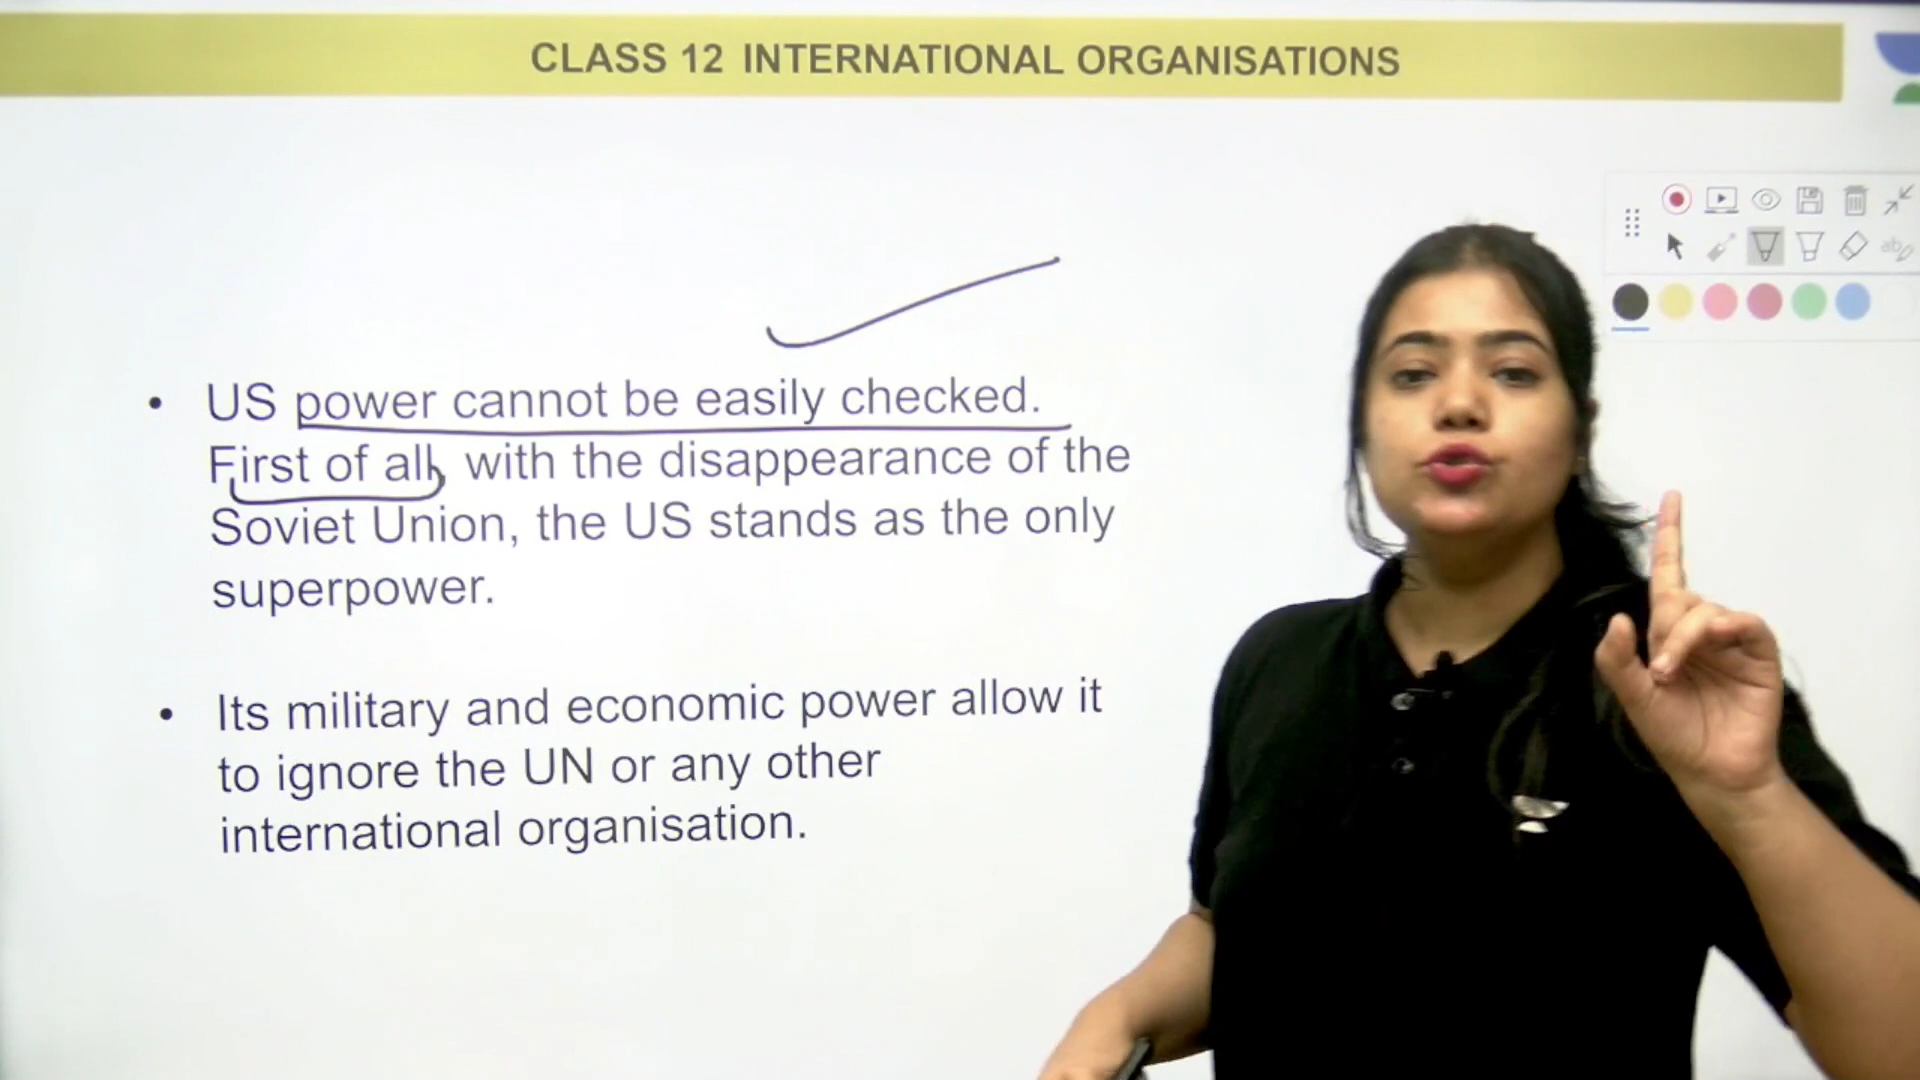 CLASS 12 INTERNATIONAL ORGANISATIONS
• US power cannot be easily checked.
First of all, with the disappearance of the
Soviet Union, the US stands as the only
superpower.
• Its military and economic power allow it
to ignore the UN or any other
international organisation.
ab